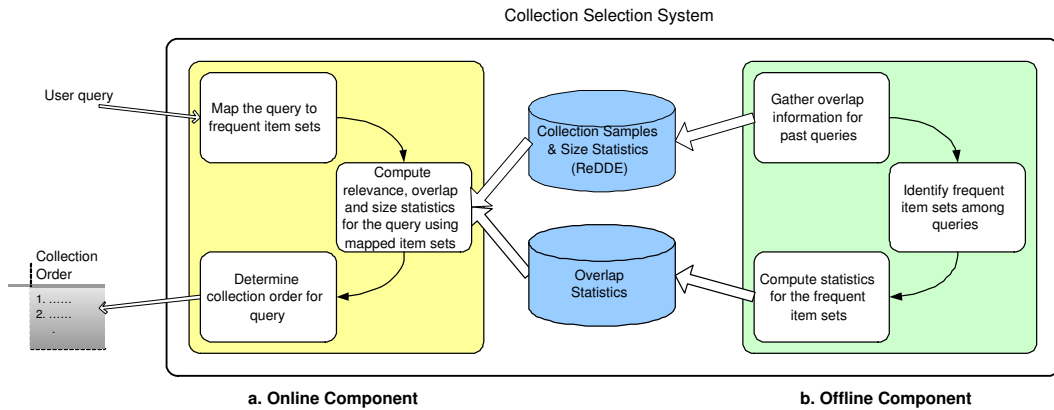 Collection Selection System
User query
Map the query to
frequent item sets
Compute
relevance, overlap
and size statistics
for the query using
mapped item sets
Determine
collection order for
query
Collection
Order
1. ......
2. ......
.
Collection Samples
& Size Statistics
(ReDDE)
Overlap
Statistics
Gather overlap
information for
past queries
Identify frequent
item sets among
queries
Compute statistics
for the frequent
item sets
a. Online Component
b. Offline Component